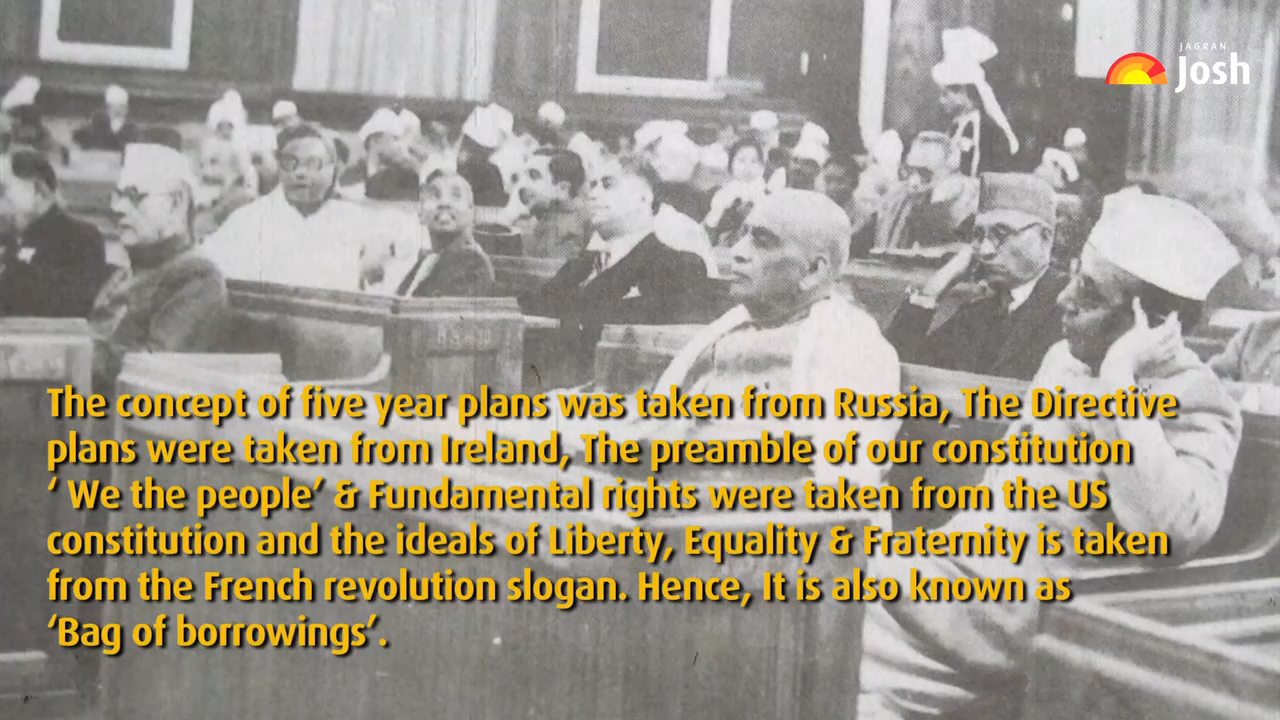 JAGRAN
Josh
The concept of five year plans was taken from Russia, The Directive
plans were taken from Ireland, The preamble of our constitution
‘ We the people’ & Fundamental rights were taken from the US
constitution and the ideals of Liberty, Equality & Fraternity is taken
from the French revolution slogan. Hence, It is also known as
‘Bag of borrowings’.